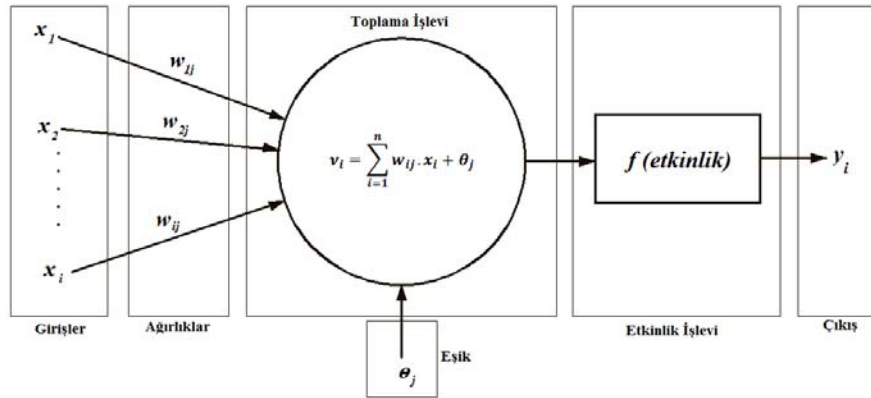 Toplama İşlevi
x₁
w₁ⱼ
x₂
w₂ⱼ
vᵢ = ∑ⁿᵢ₌₁ wᵢⱼ . xᵢ + θⱼ
f (etkinlik)
yᵢ
wᵢⱼ
xᵢ
Girişler
Ağırlıklar
Eşik
Θⱼ
Etkinlik İşlevi
Çıkış